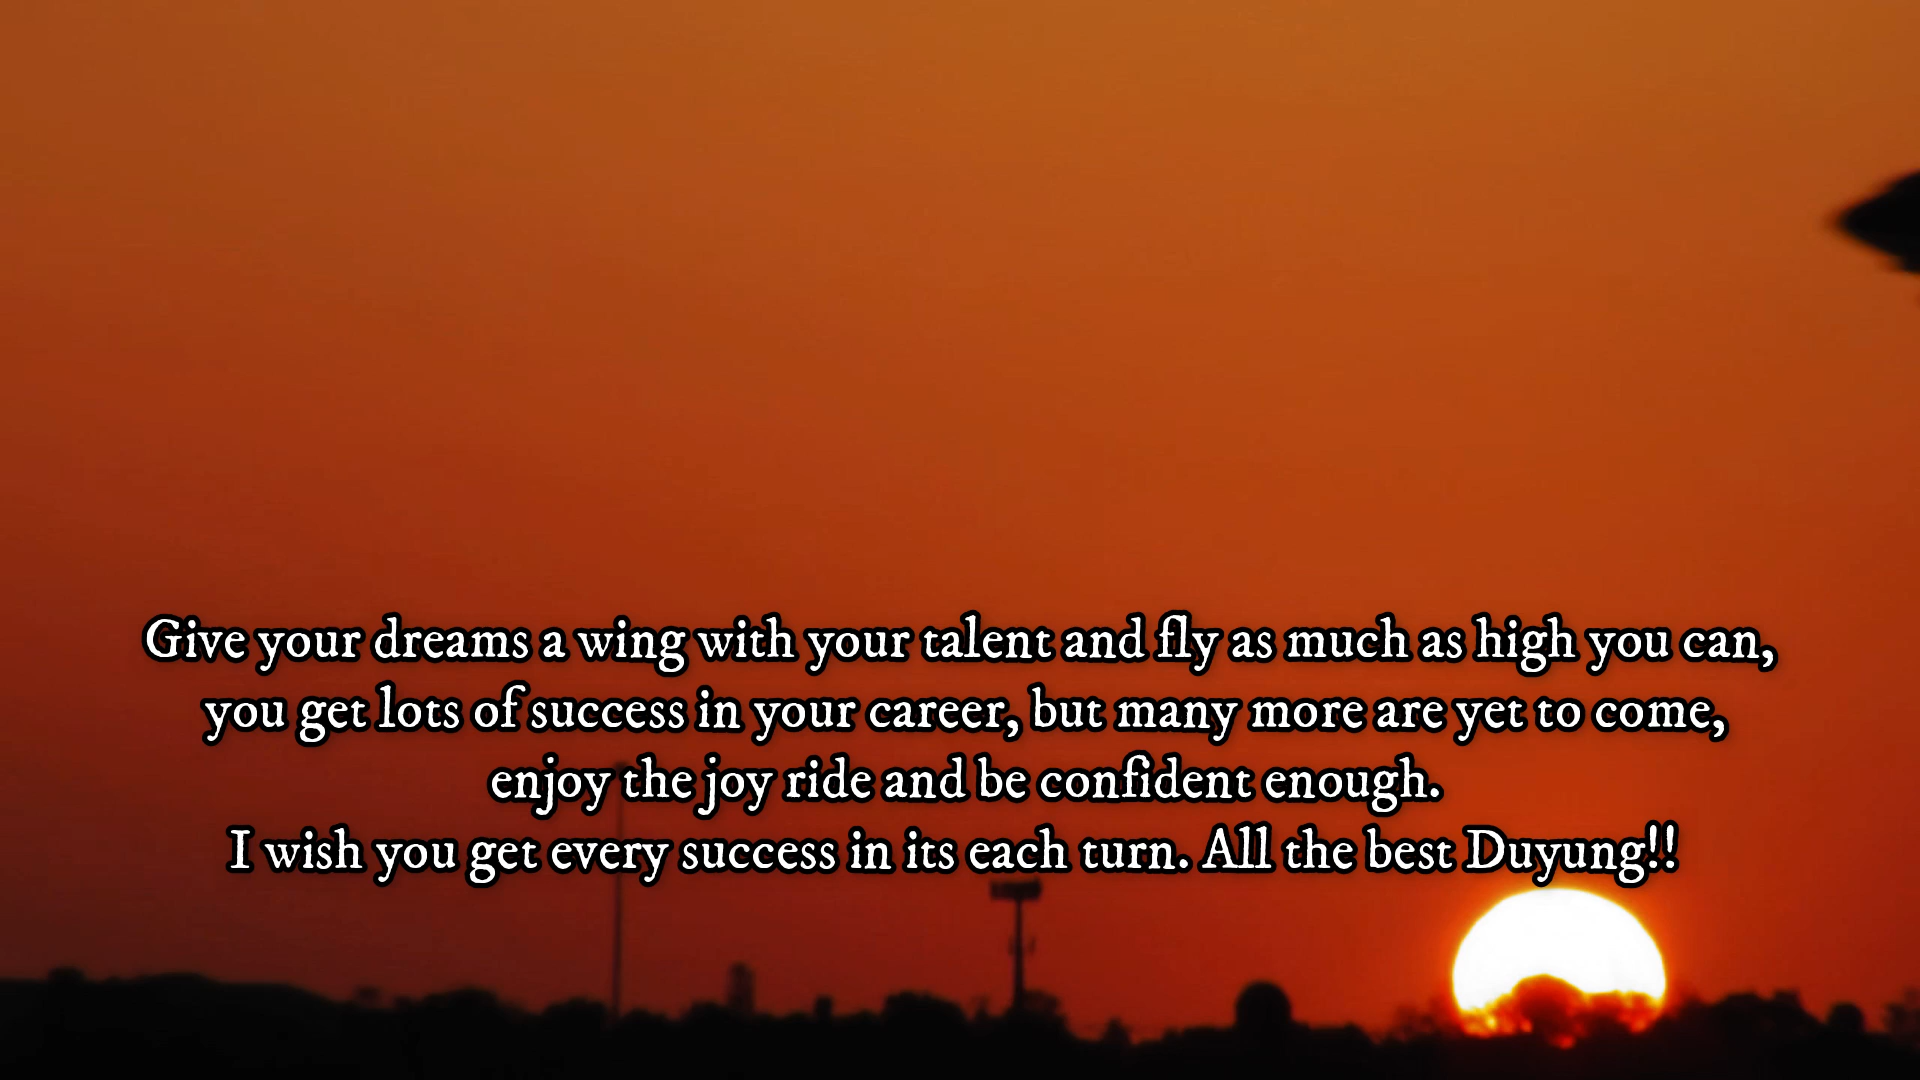 Give your dreams a wing with your talent and fly as much as high you can,
you get lots of success in your career, but many more are yet to come,
enjoy the joy ride and be confident enough.
I wish you get every success in its each turn. All the best Duyung!!